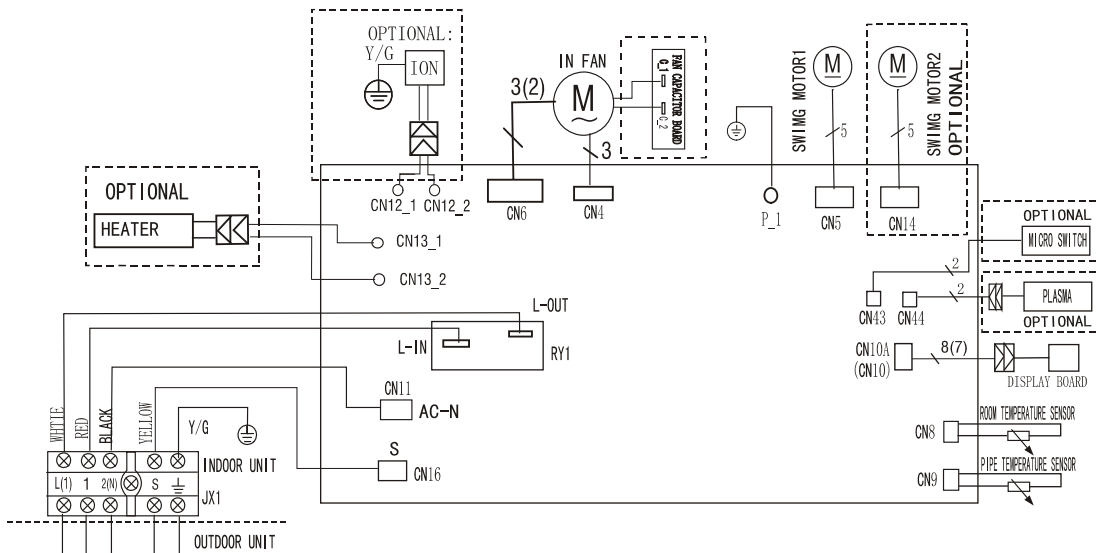 OPTIONAL:
Y/G
ION
IN FAN
M
3(2)
3
FAN CAPACITOR BOARD
C_1
C_2
SWIMG MOTOR1
M
5
M
5
SWIMG MOTOR2
OPTIONAL
CN12_1
CN12_2
CN6
CN4
P_1
CN5
CN14
OPTIONAL
HEATER
CN13_1
CN13_2
OPTIONAL
MICRO SWITCH
2
2
PLASMA
OPTIONAL
CN43
CN44
L-OUT
L-IN
RY1
CN10A
(CN10)
8(7)
DISPLAY BOARD
CN11
AC-N
WHTIE
RED
BLACK
YELLOW
Y/G
S
CN16
CN8
ROOM TEMPERATURE SENSOR
CN9
PIPE TEMPERATURE SENSOR
INDOOR UNIT
L(1)
1
2(N)
S
JX1
OUTDOOR UNIT